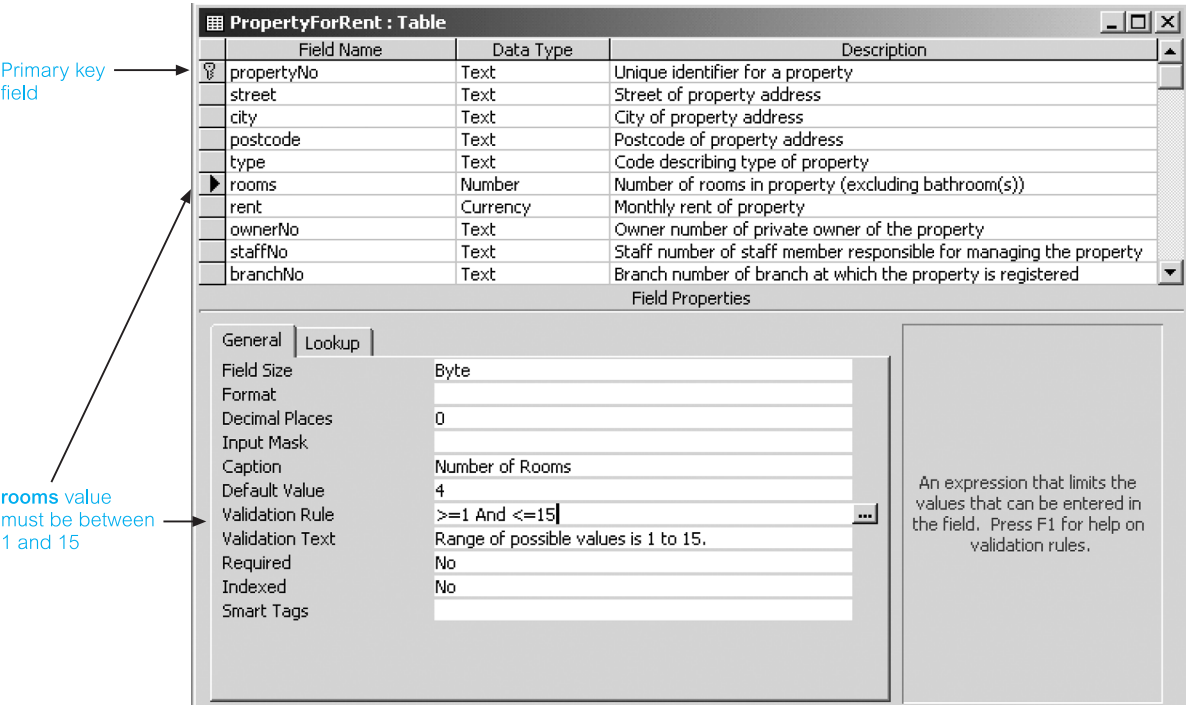 PropertyForRent : Table
Field Name Data Type Description
Primary key
field
propertyNo Text Unique identifier for a property
street Text Street of property address
city Text City of property address
postcode Text Postcode of property address
type Text Code describing type of property
rooms Number Number of rooms in property (excluding bathroom(s))
rent Currency Monthly rent of property
ownerNo Text Owner number of private owner of the property
staffNo Text Staff number of staff member responsible for managing the property
branchNo Text Branch number of branch at which the property is registered
Field Properties
General Lookup
Field Size Byte
Format
Decimal Places 0
Input Mask
Caption Number of Rooms
Default Value 4
Validation Rule >=1 And <=15 ...
Validation Text Range of possible values is 1 to 15.
Required No
Indexed No
Smart Tags
rooms value
must be between
1 and 15
An expression that limits the
values that can be entered in
the field. Press F1 for help on
validation rules.